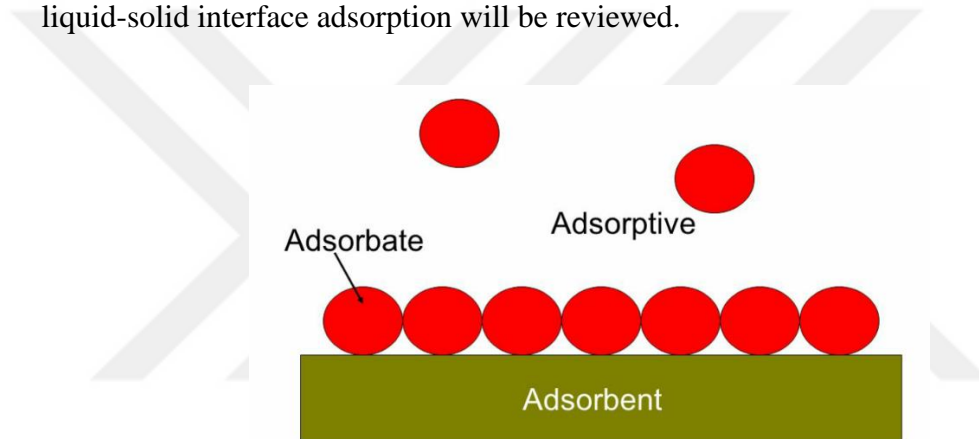 liquid-solid interface adsorption will be reviewed.
Adsorptive
Adsorbate
Adsorbent